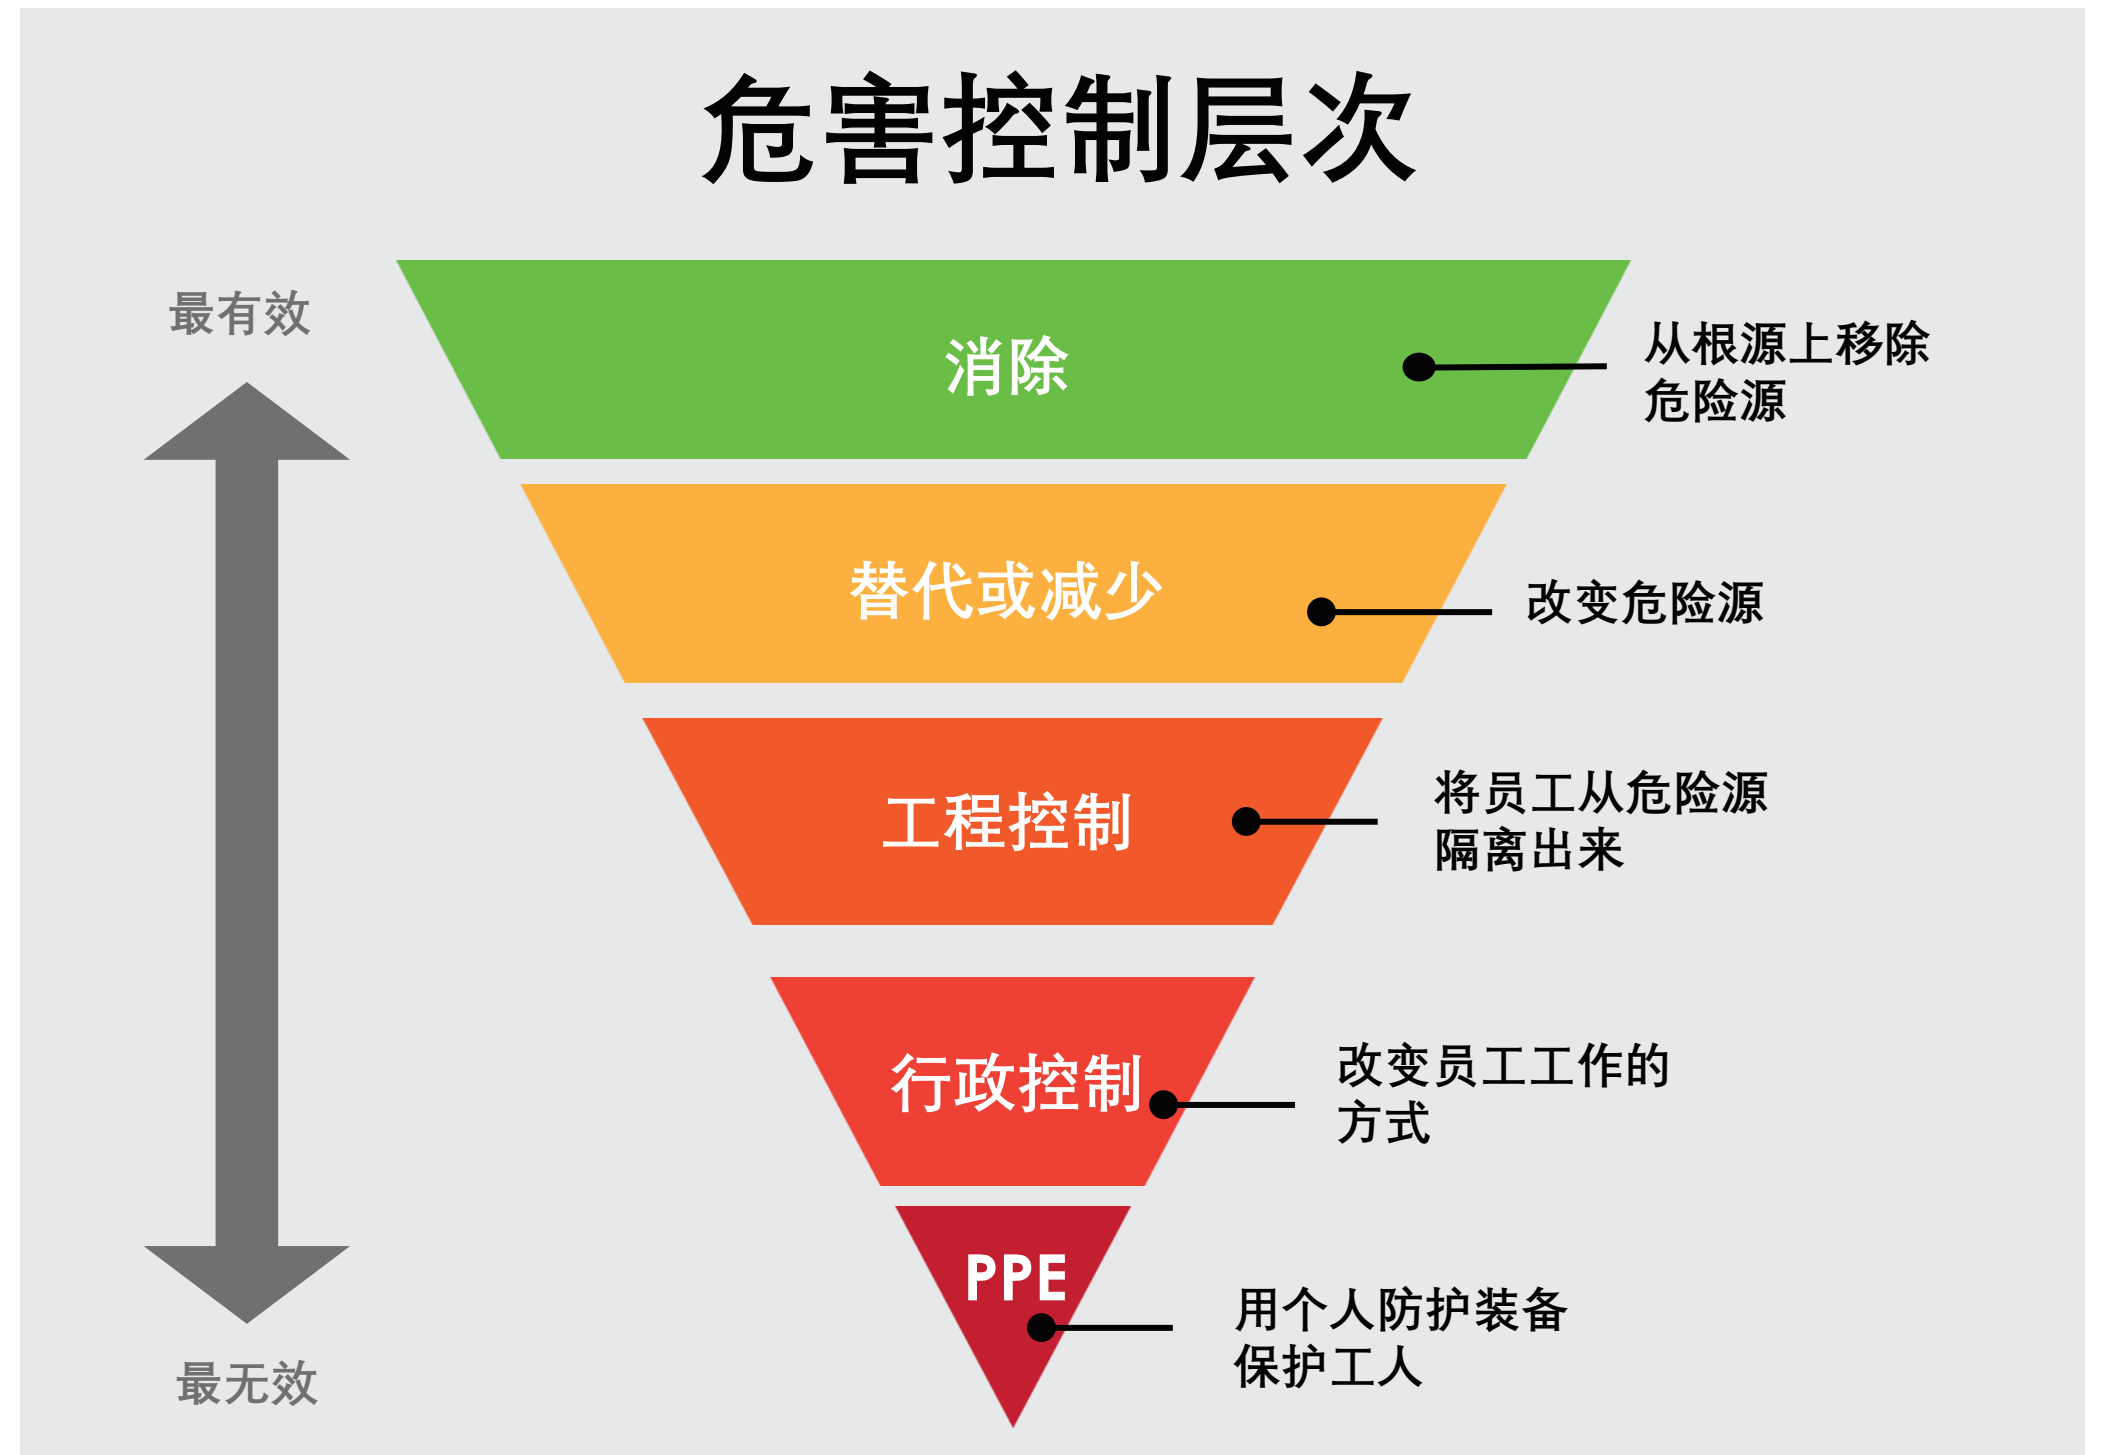 危害控制层次
最有效
消除
从根源上移除
危险源
替代或减少
改变危险源
工程控制
将员工从危险源
隔离出来
行政控制
改变员工工作的
方式
PPE
用个人防护装备
保护工人
最无效